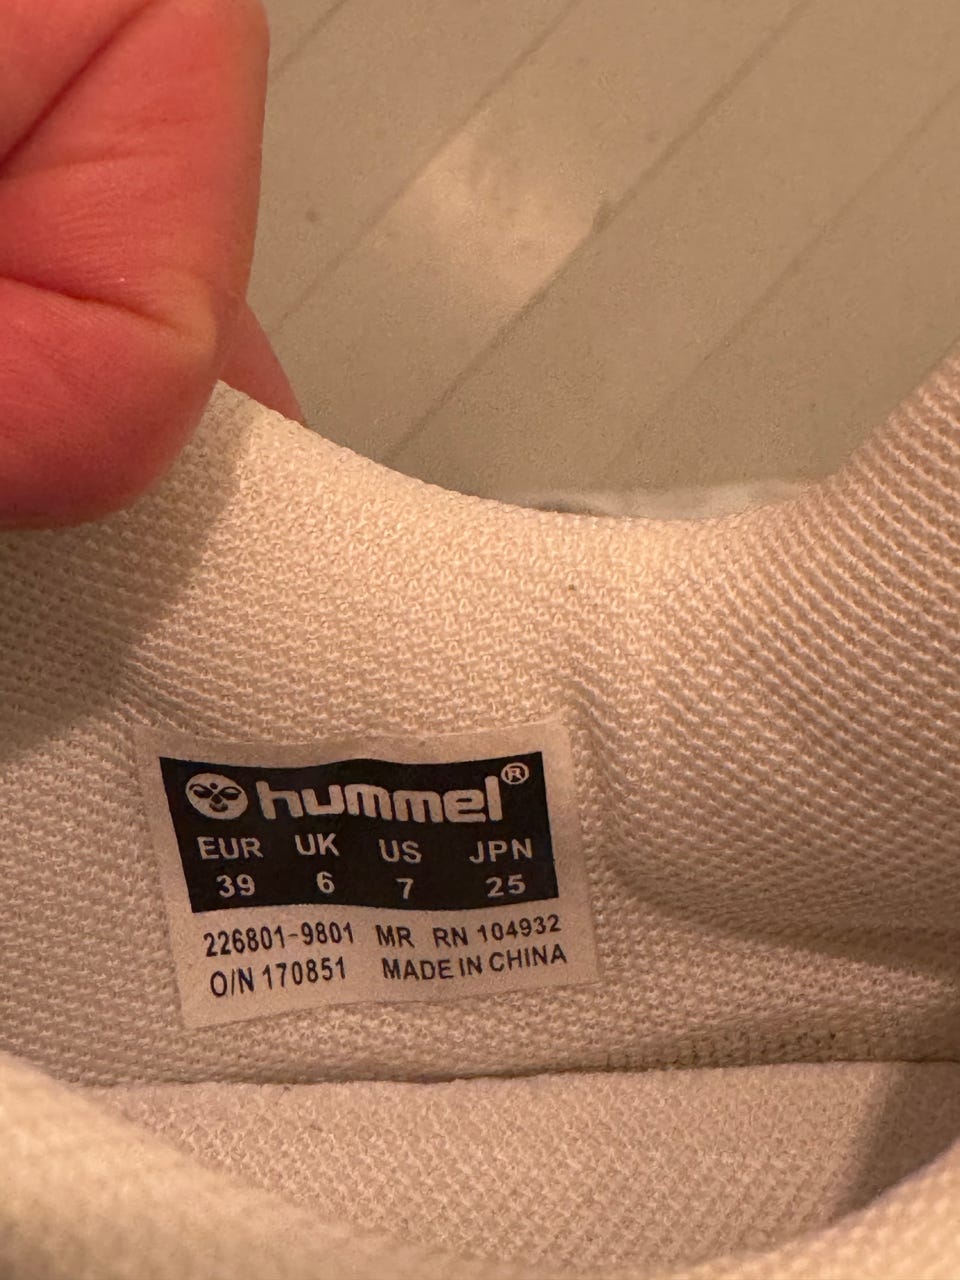 hummel®
EUR UK US JPN
39 6 7 25
226801-9801 MR RN 104932
O/N 170851 MADE IN CHINA